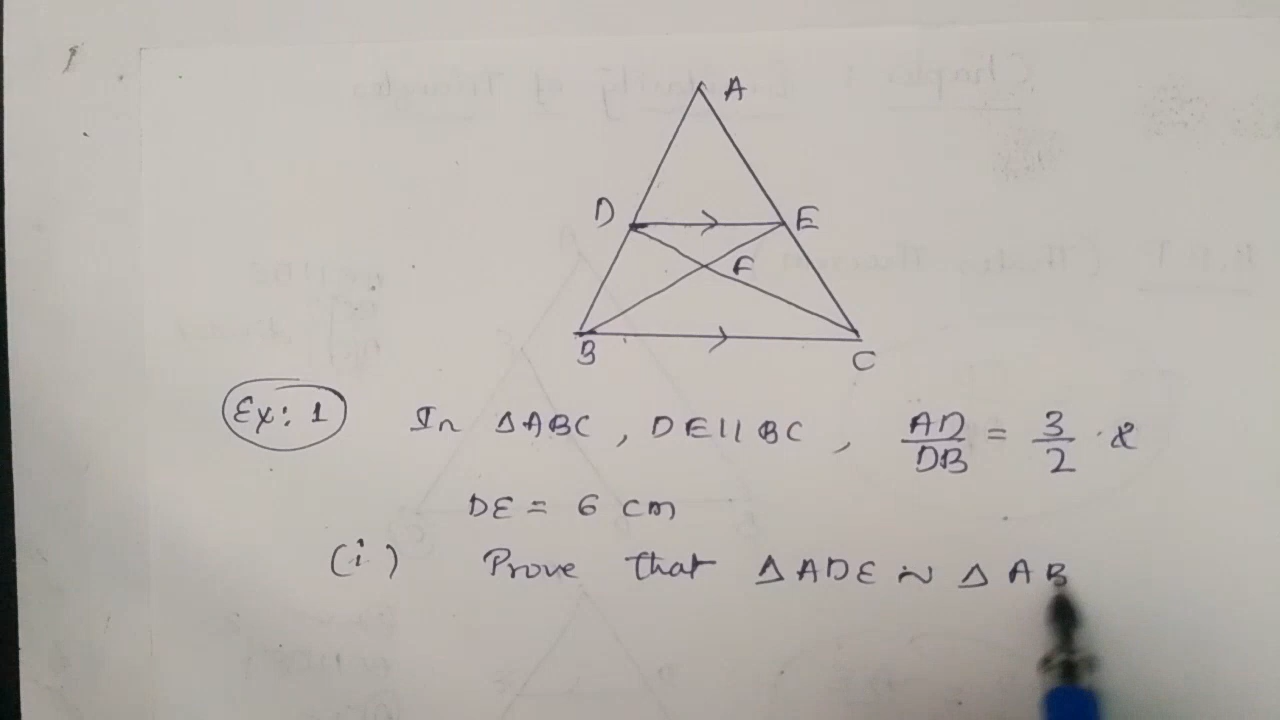 A
D E
F
B C
Ex: 1 In ΔABC, DE || BC, AD/DB = 3/2 &
DE = 6 cm
(i) Prove that ΔADE ~ ΔAB